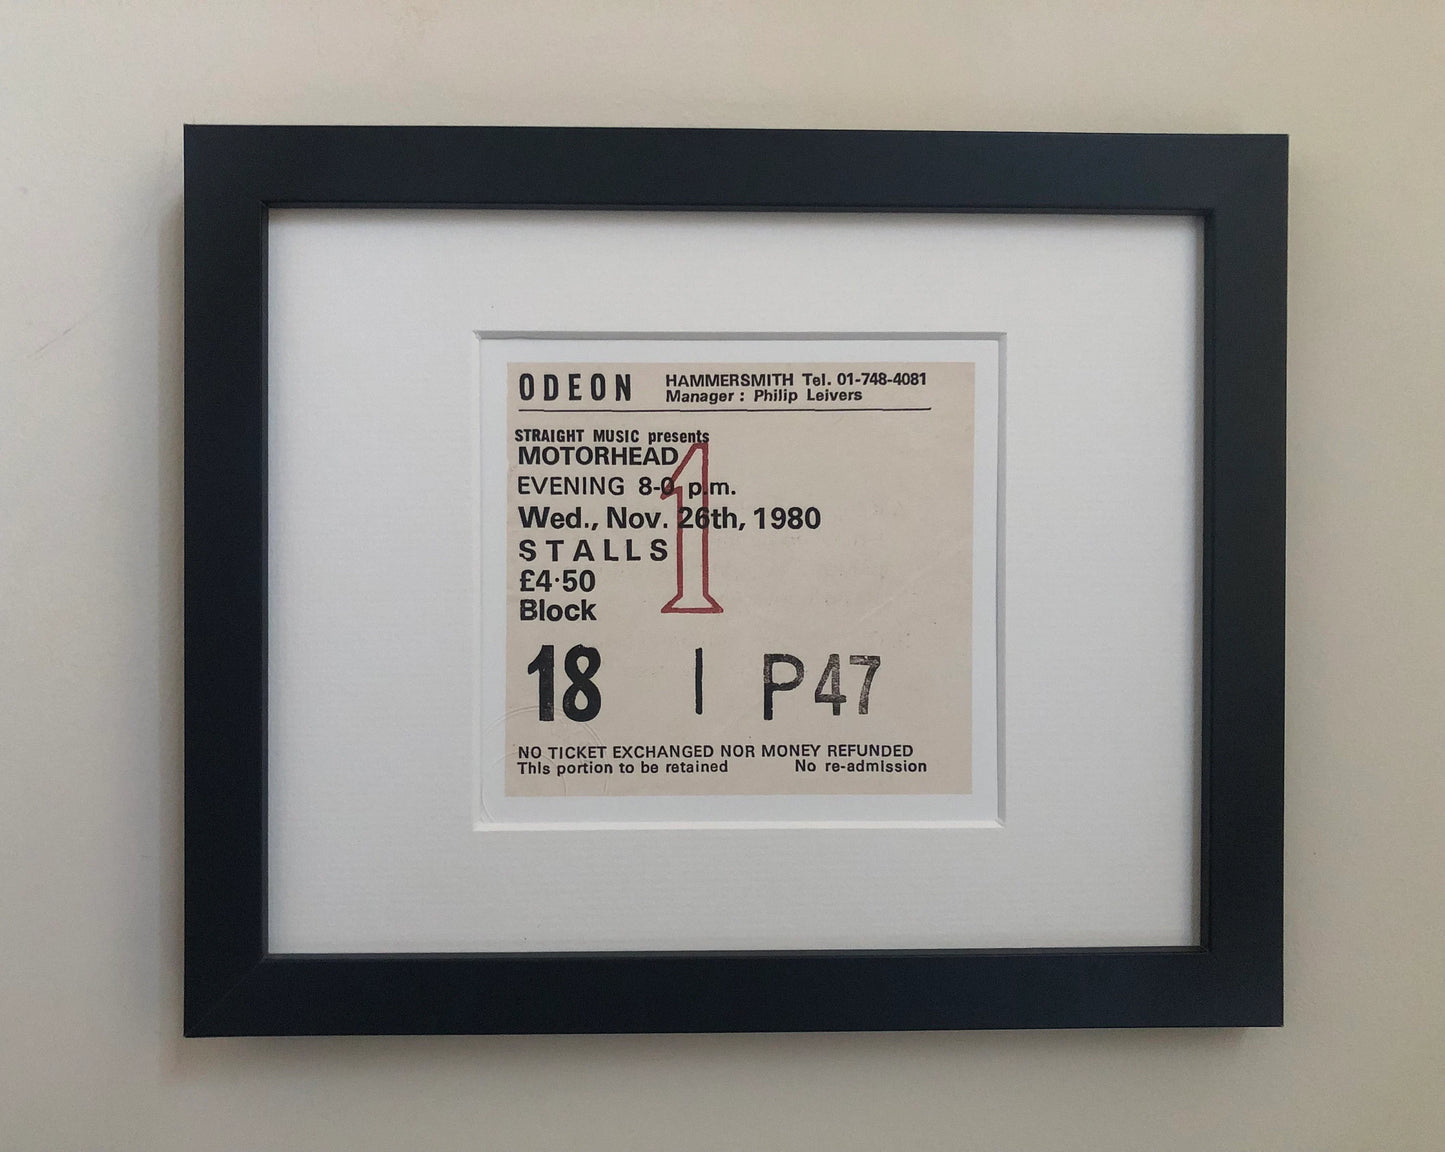 ODEON HAMMERSMITH Tel. 01-748-4081
Manager : Philip Leivers
STRAIGHT MUSIC presents
MOTORHEAD
EVENING 8-0 p.m.
Wed., Nov. 26th, 1980
STALLS
£4·50
Block
1
18 | P47
NO TICKET EXCHANGED NOR MONEY REFUNDED
This portion to be retained No re-admission